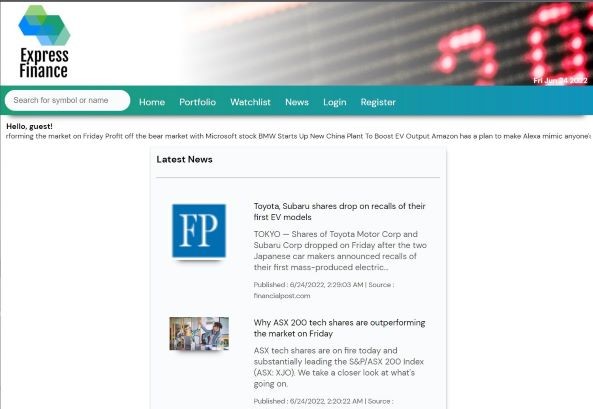 Express
Finance
Fri Jun 24 2022
Search for symbol or name
Home Portfolio Watchlist News Login Register
Hello, guest!
rforming the market on Friday Profit off the bear market with Microsoft stock BMW Starts Up New China Plant To Boost EV Output Amazon has a plan to make Alexa mimic anyone's
Latest News
FP
Toyota, Subaru shares drop on recalls of their
first EV models
TOKYO — Shares of Toyota Motor Corp and
Subaru Corp dropped on Friday after the two
Japanese car makers announced recalls of
their first mass-produced electric...
Published : 6/24/2022, 2:29:03 AM | Source :
financialpost.com
Why ASX 200 tech shares are outperforming
the market on Friday
ASX tech shares are on fire today and
substantially leading the S&P/ASX 200 Index
(ASX: XJO). We take a closer look at what's
going on.
Published : 6/24/2022, 2:20:22 AM | Source :